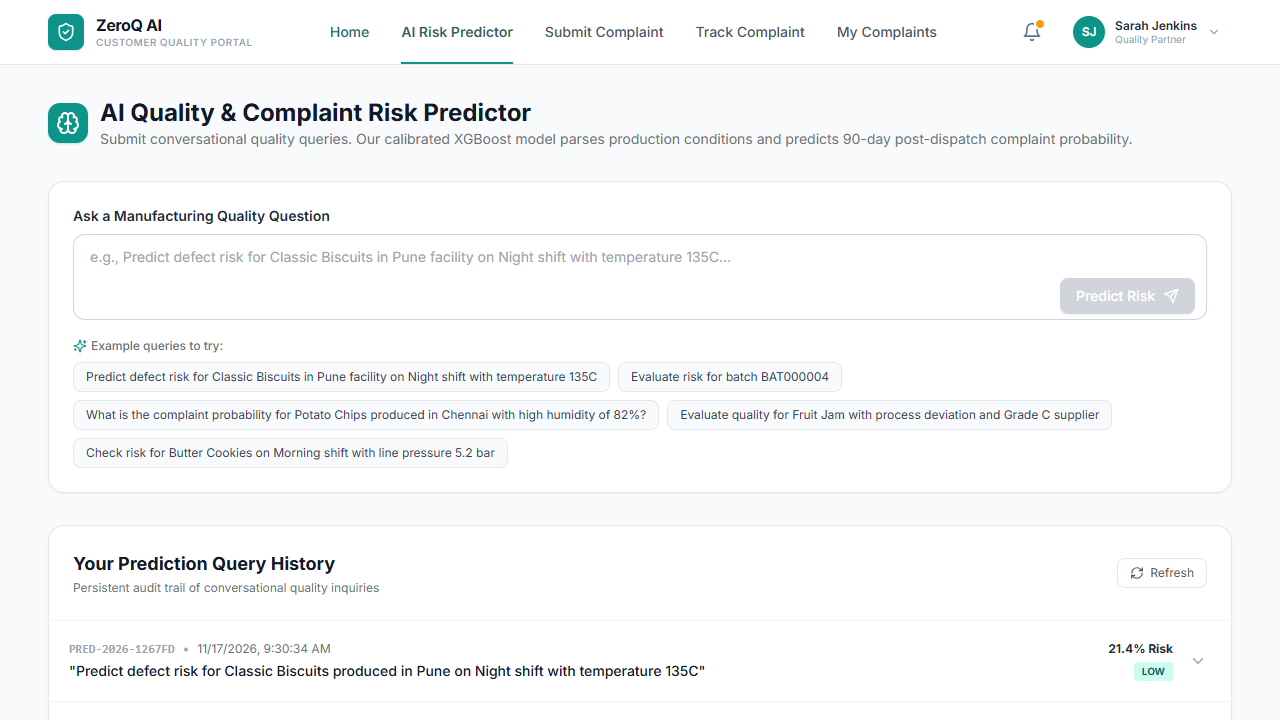 ZeroQ AI
CUSTOMER QUALITY PORTAL
Home
AI Risk Predictor
Submit Complaint
Track Complaint
My Complaints
SJ
Sarah Jenkins
Quality Partner
AI Quality & Complaint Risk Predictor
Submit conversational quality queries. Our calibrated XGBoost model parses production conditions and predicts 90-day post-dispatch complaint probability.
Ask a Manufacturing Quality Question
e.g., Predict defect risk for Classic Biscuits in Pune facility on Night shift with temperature 135C...
Predict Risk
Example queries to try:
Predict defect risk for Classic Biscuits in Pune facility on Night shift with temperature 135C
Evaluate risk for batch BAT000004
What is the complaint probability for Potato Chips produced in Chennai with high humidity of 82%?
Evaluate quality for Fruit Jam with process deviation and Grade C supplier
Check risk for Butter Cookies on Morning shift with line pressure 5.2 bar
Your Prediction Query History
Persistent audit trail of conversational quality inquiries
Refresh
PRED-2026-1267FD • 11/17/2026, 9:30:34 AM
"Predict defect risk for Classic Biscuits produced in Pune on Night shift with temperature 135C"
21.4% Risk
LOW